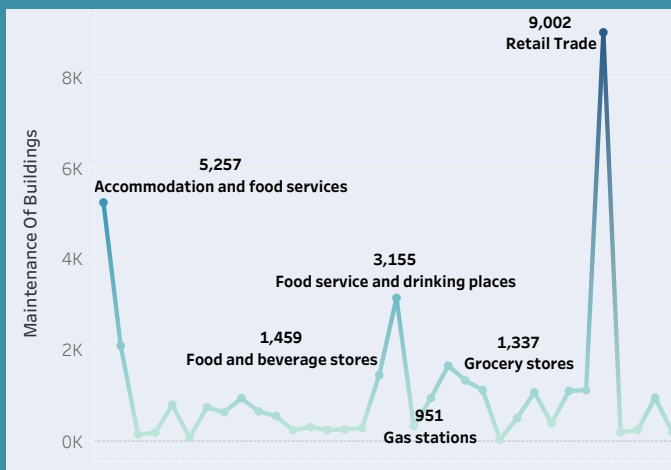 9,002
Retail Trade
8K
5,257
6K
Accommodation and food services
Maintenance Of Buildings
4K
3,155
Food service and drinking places
1,459
1,337
2K
Food and beverage stores
Grocery stores
951
Gas stations
0K